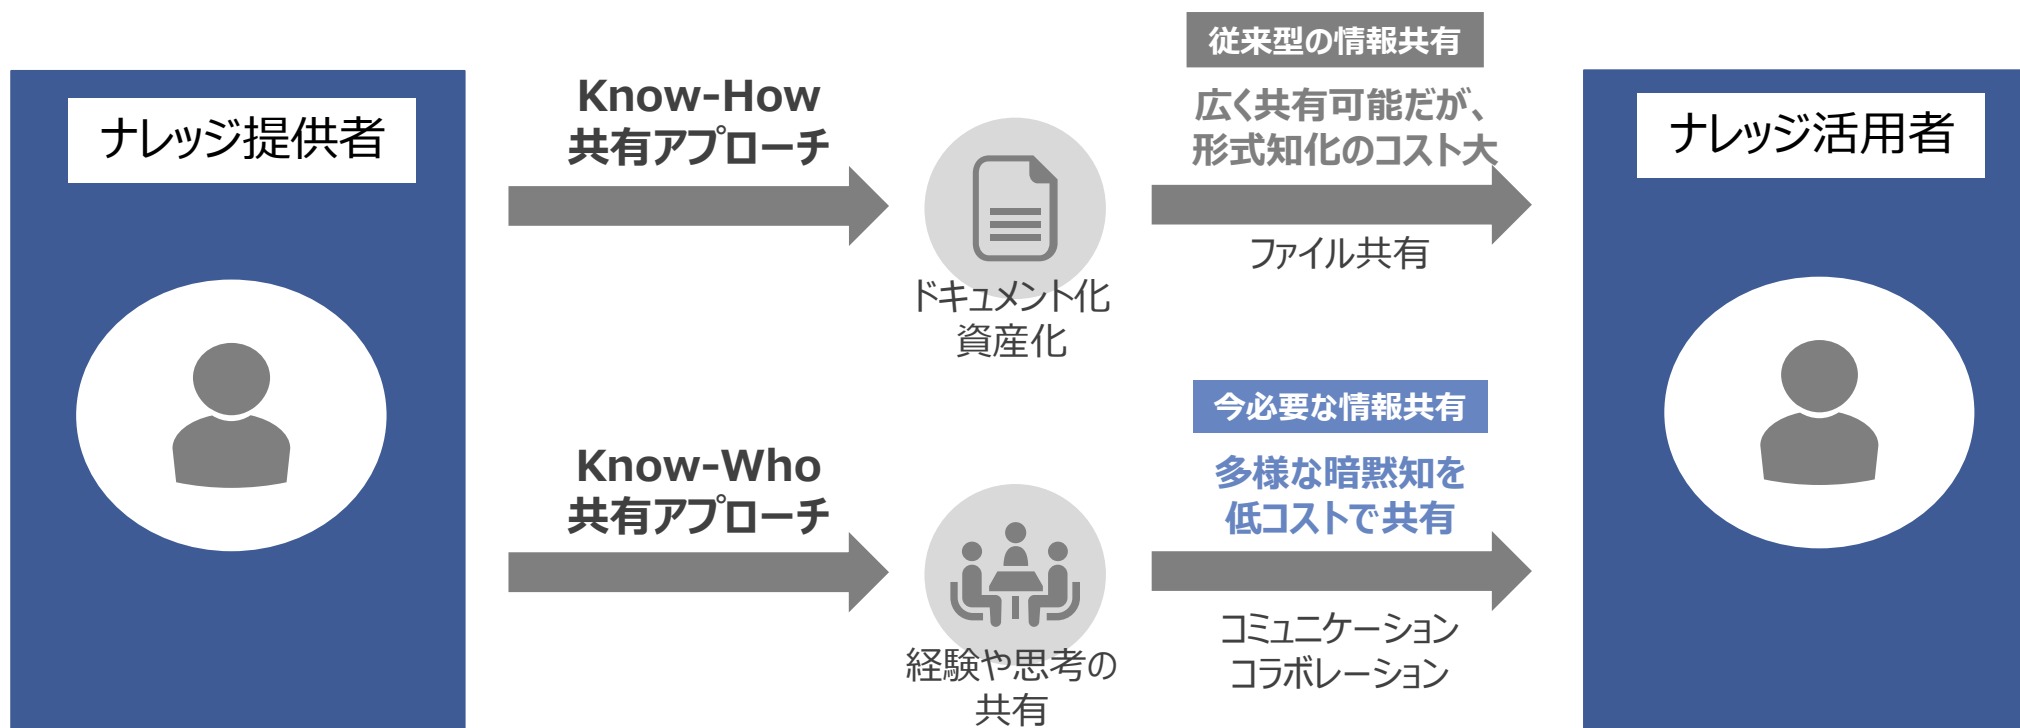 ナレッジ提供者
Know-How
共有アプローチ
ドキュメント化
資産化
従来型の情報共有
広く共有可能だが、
形式知化のコスト大
ファイル共有
Know-Who
共有アプローチ
経験や思考の
共有
今必要な情報共有
多様な暗黙知を
低コストで共有
コミュニケーション
コラボレーション
ナレッジ活用者